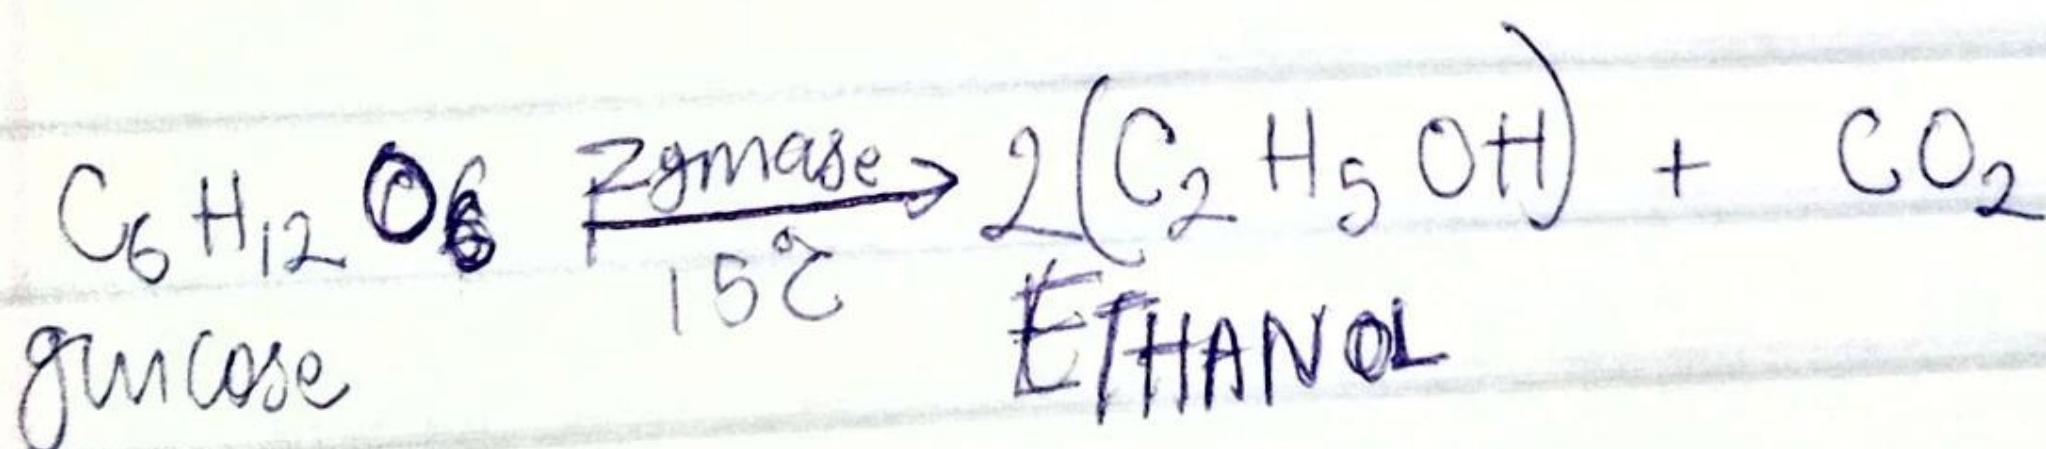 C₆H₁₂O₆ zymase 15°C → 2(C₂H₅OH) + CO₂
glucose ETHANOL